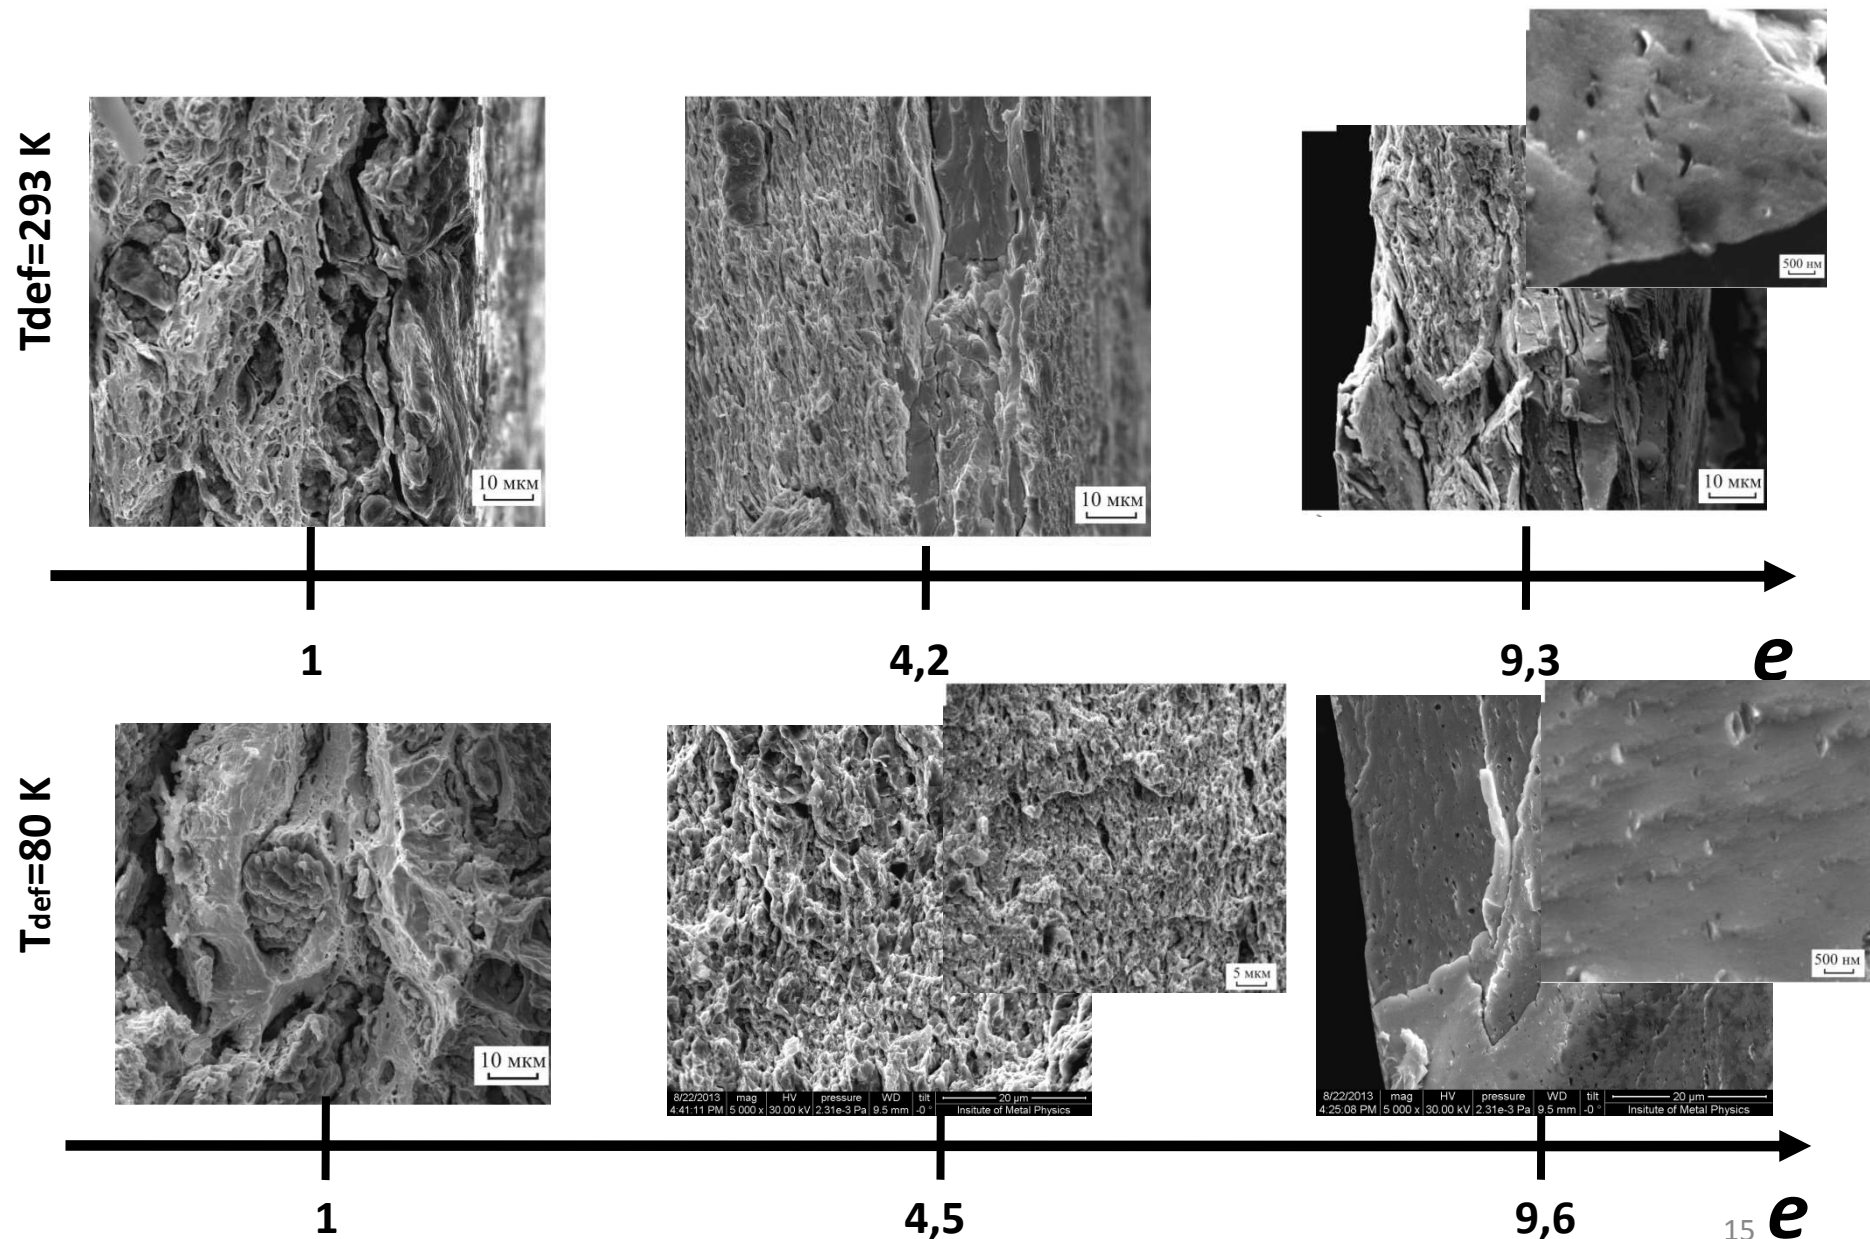 Tdef=293 K
500 нм
10 мкм
10 мкм
10 мкм
1
4,2
9,3
e
Tdef=80 K
10 мкм
5 мкм
500 нм
8/22/2013 mag HV pressure WD tilt 20 µm
4:41:11 PM 5 000 x 30.00 kV 2.31e-3 Pa 9.5 mm -0 ° Insitute of Metal Physics
8/22/2013 mag HV pressure WD tilt 20 µm
4:25:08 PM 5 000 x 30.00 kV 2.31e-3 Pa 9.5 mm -0 ° Insitute of Metal Physics
1
4,5
9,6
15
e